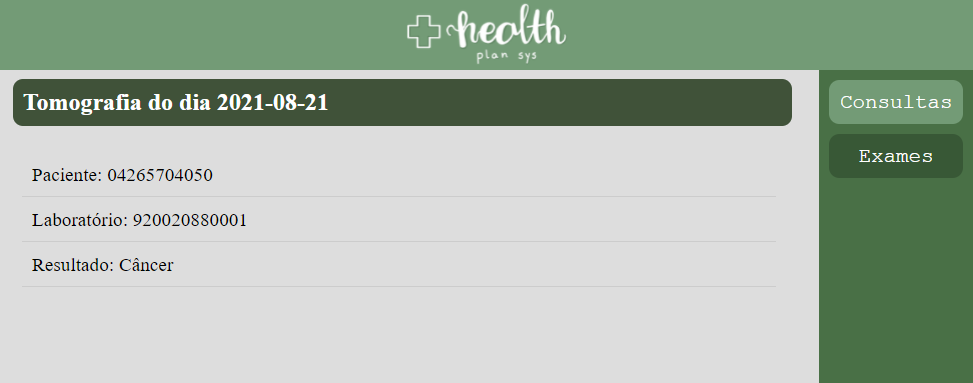 health
plan sys
Tomografia do dia 2021-08-21
Consultas
Paciente: 04265704050
Exames
Laboratório: 920020880001
Resultado: Câncer